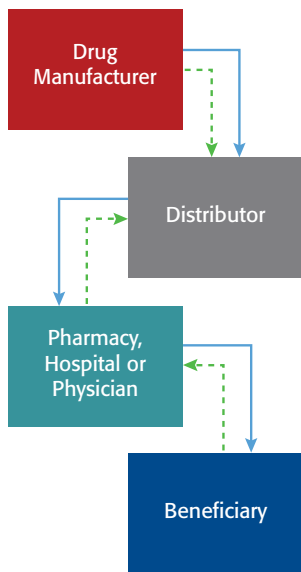 Drug
Manufacturer
Distributor
Pharmacy,
Hospital or
Physician
Beneficiary